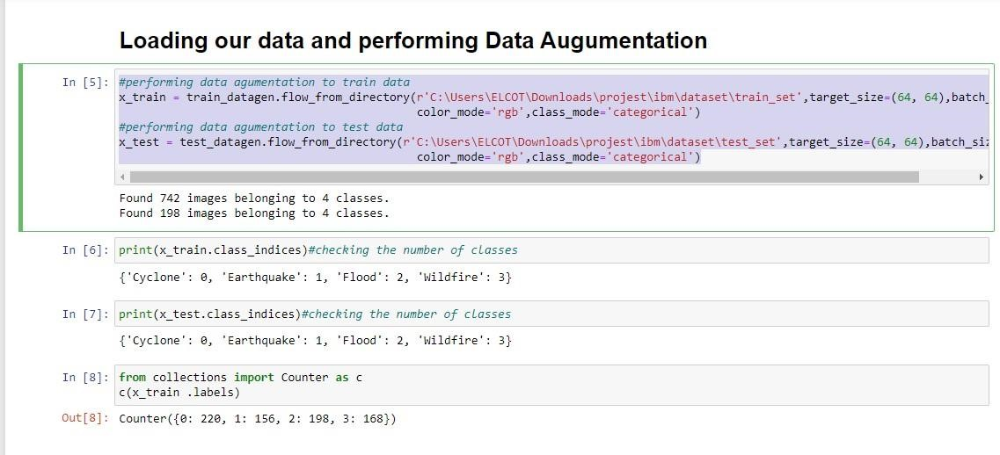 Loading our data and performing Data Augumentation
In [5]: #performing data agumentation to train data
x_train = train_datagen.flow_from_directory(r'C:\Users\ELCOT\Downloads\projest\ibm\dataset\train_set',target_size=(64, 64),batch_
color_mode='rgb',class_mode='categorical')
#performing data agumentation to test data
x_test = test_datagen.flow_from_directory(r'C:\Users\ELCOT\Downloads\projest\ibm\dataset\test_set',target_size=(64, 64),batch_siz
color_mode='rgb',class_mode='categorical')
Found 742 images belonging to 4 classes.
Found 198 images belonging to 4 classes.
In [6]: print(x_train.class_indices)#checking the number of classes
{'Cyclone': 0, 'Earthquake': 1, 'Flood': 2, 'Wildfire': 3}
In [7]: print(x_test.class_indices)#checking the number of classes
{'Cyclone': 0, 'Earthquake': 1, 'Flood': 2, 'Wildfire': 3}
In [8]: from collections import Counter as c
c(x_train .labels)
Out[8]: Counter({0: 220, 1: 156, 2: 198, 3: 168})